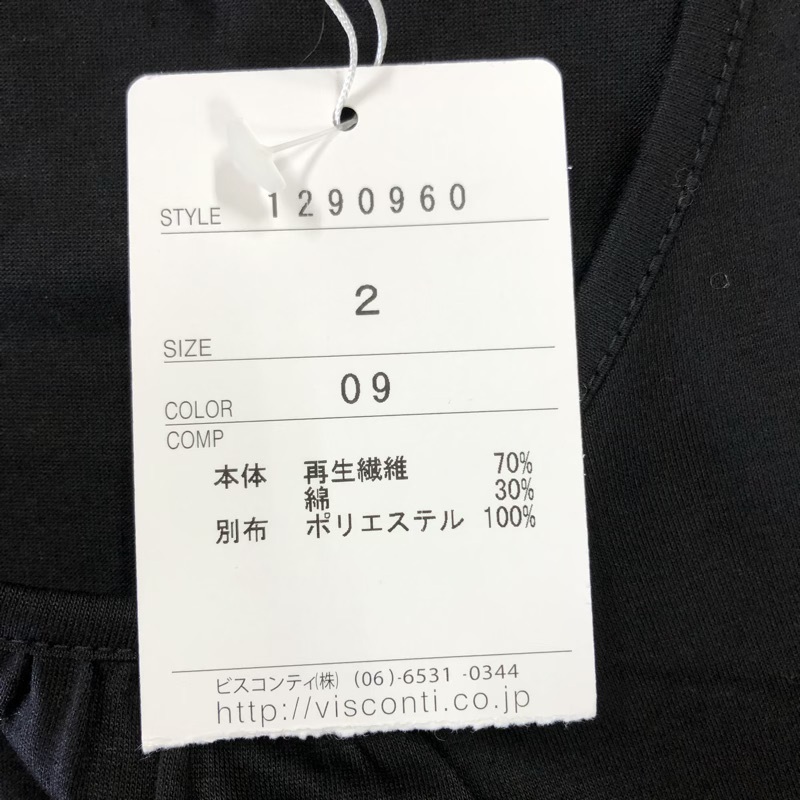 STYLE 1290960
2
SIZE
COLOR 09
COMP
本体 再生繊維 70%
綿 30%
別布 ポリエステル 100%
ビスコンティ(株) (06)-6531 -0344
http://visconti.co.jp